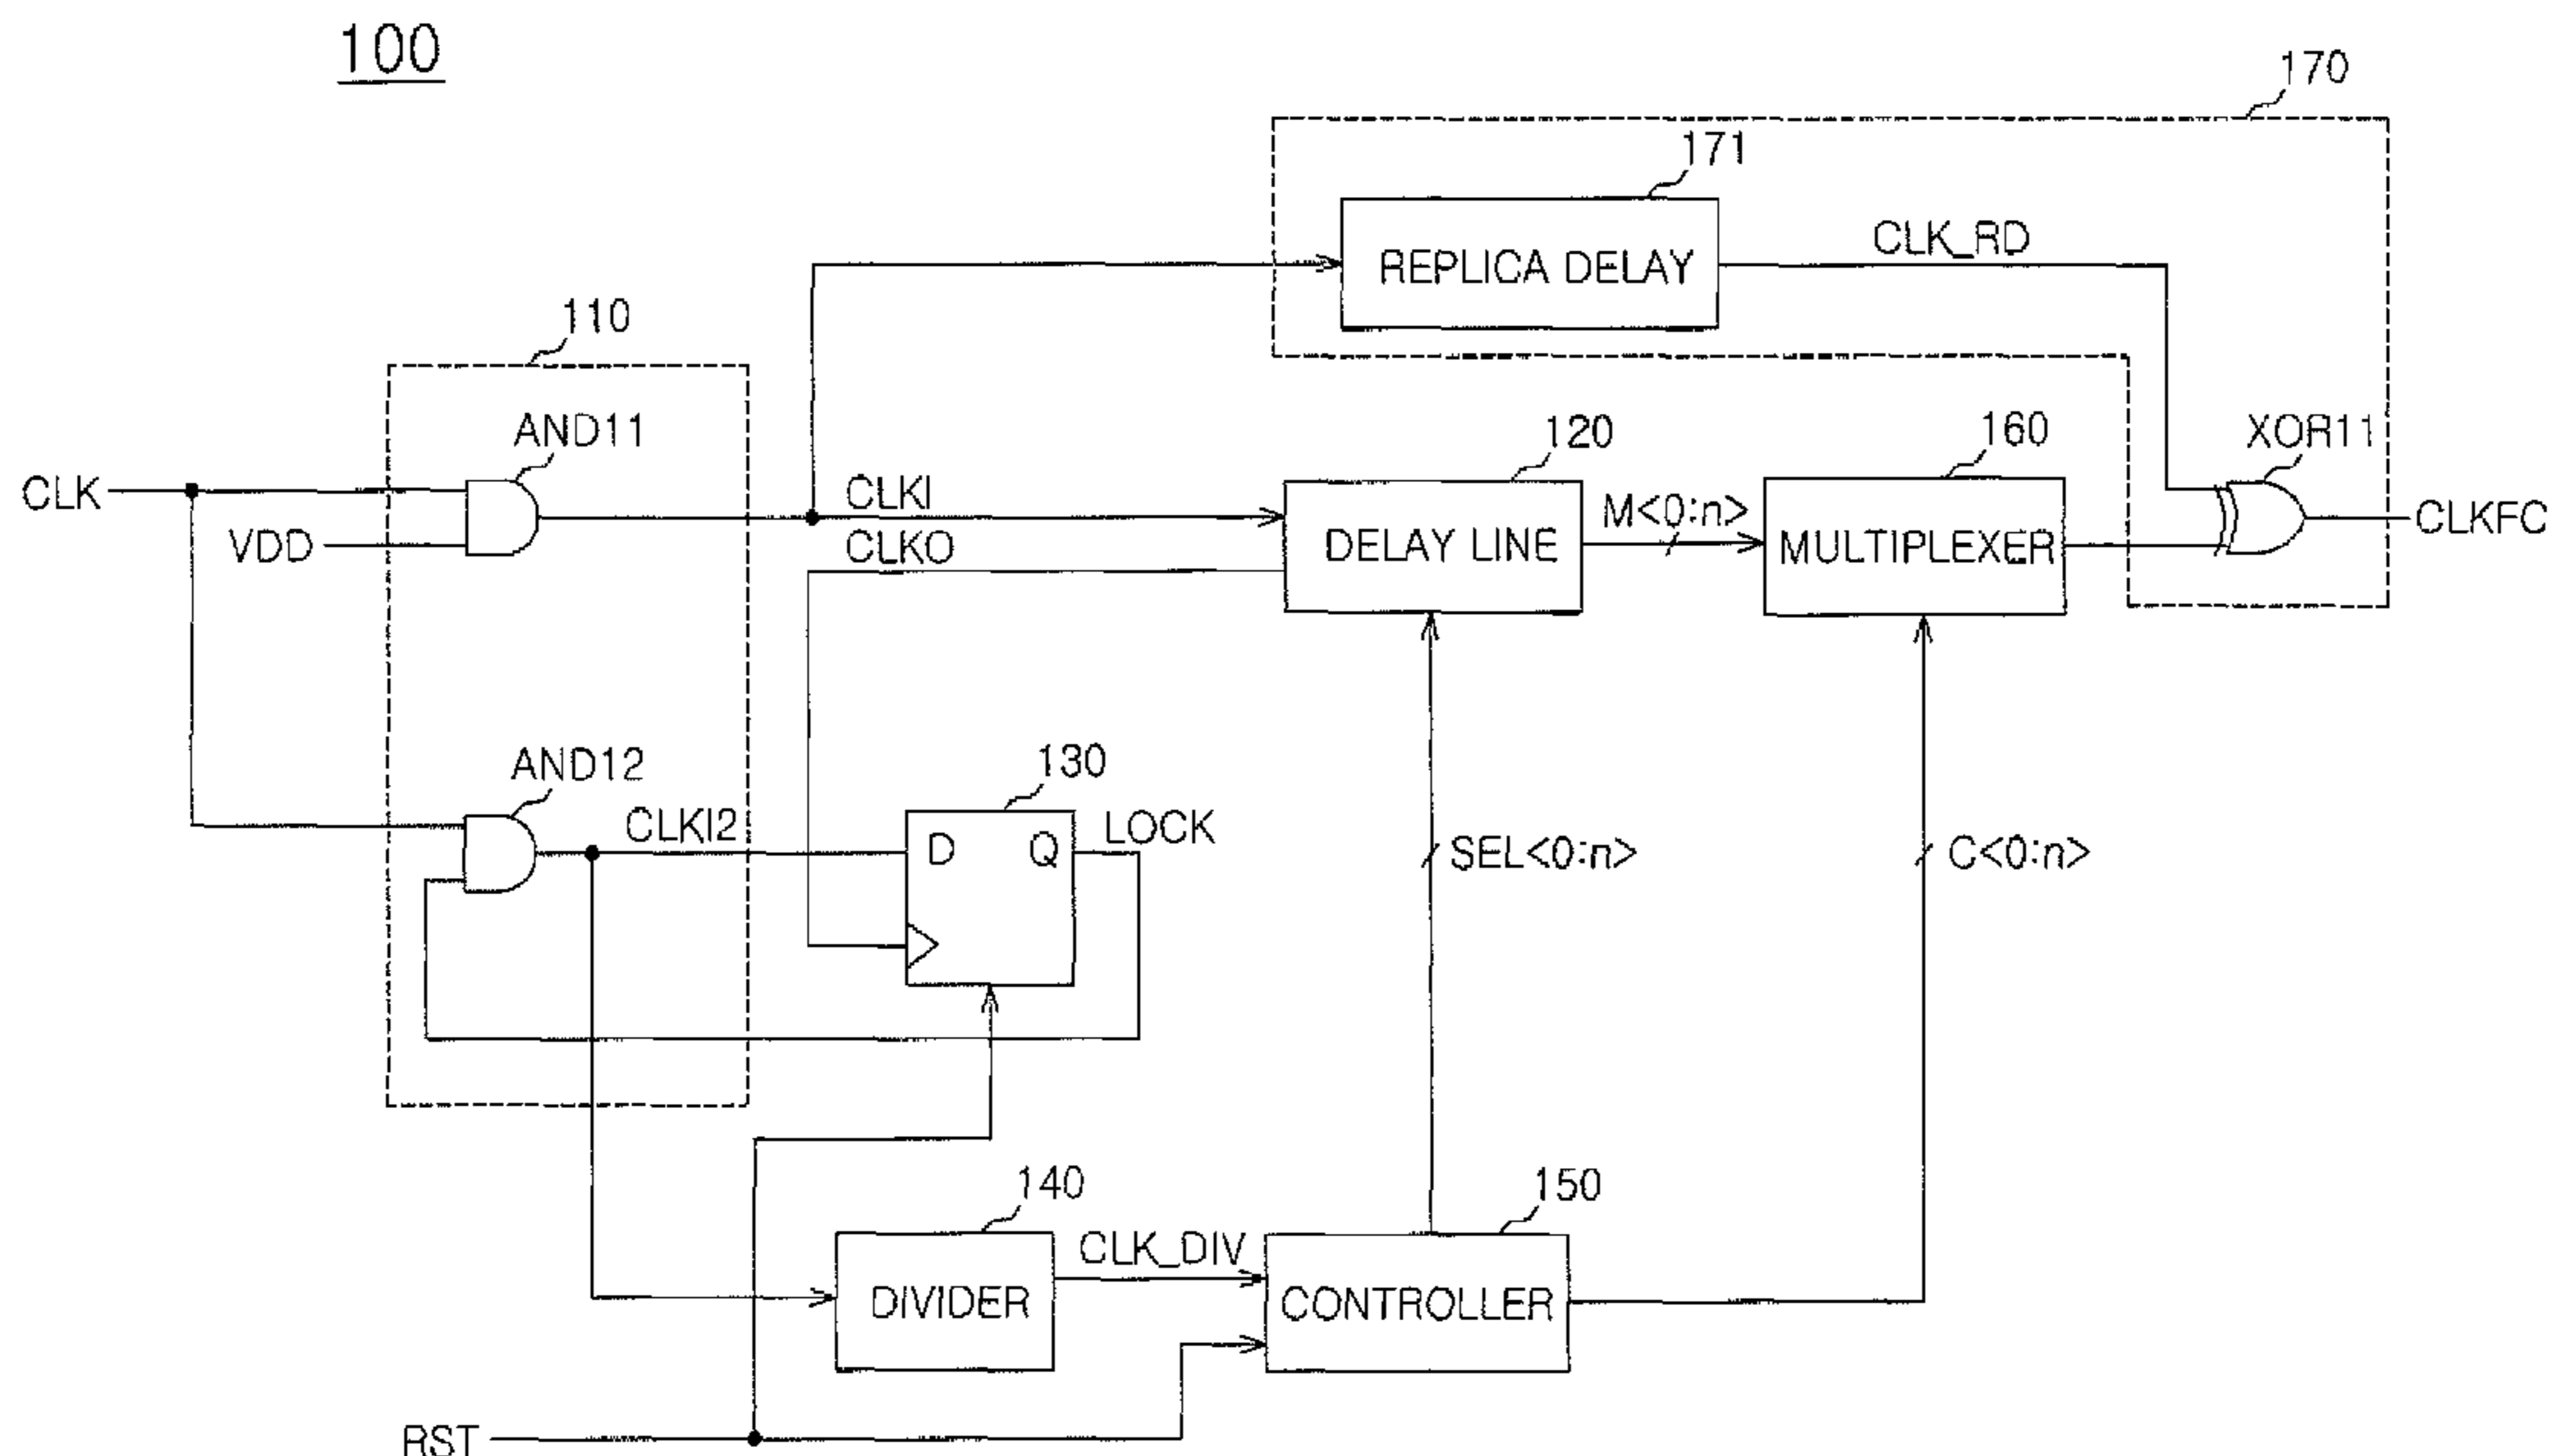 100
170
171
REPLICA DELAY
CLK_RD
110
AND11
CLK
VDD
CLKI
CLKO
120
DELAY LINE
M<0:n>
160
MULTIPLEXER
XOR11
CLKFC
AND12
CLKI2
130
D Q
LOCK
SEL<0:n>
C<0:n>
140
DIVIDER
CLK_DIV
150
CONTROLLER
RST